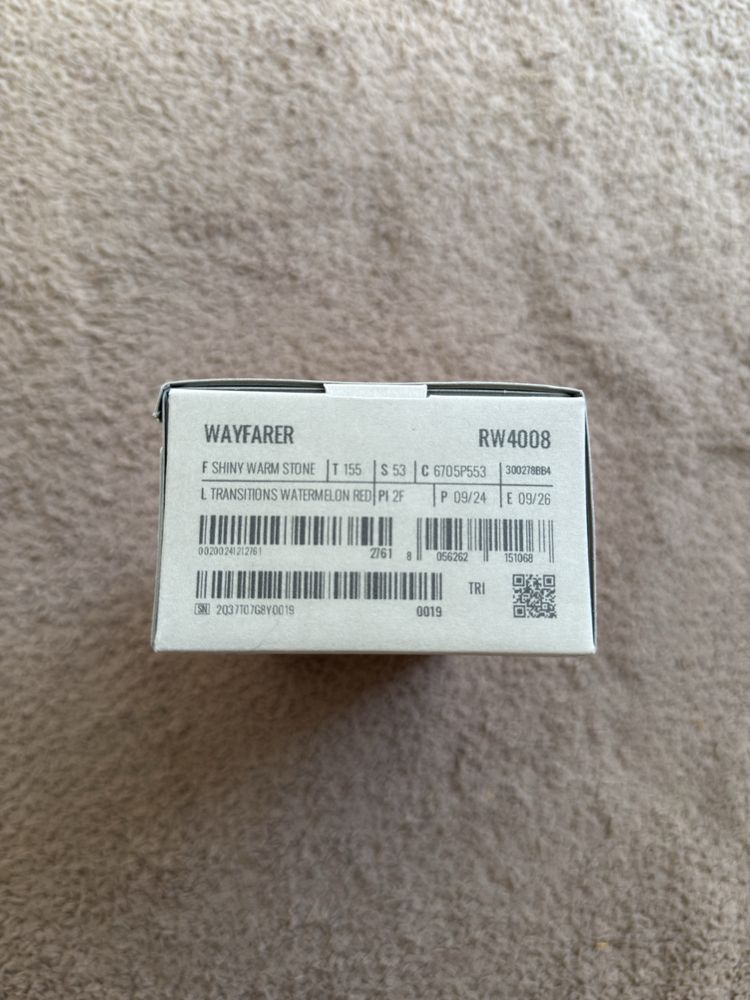 WAYFARER RW4008
F SHINY WARM STONE T 155 S 53 C 6705P553 300278BB4
L TRANSITIONS WATERMELON RED PI 2F P 09/24 E 09/26
00200241212761 2761 8 056262 151068
SN 2Q37T07G8Y0019 0019 TRI